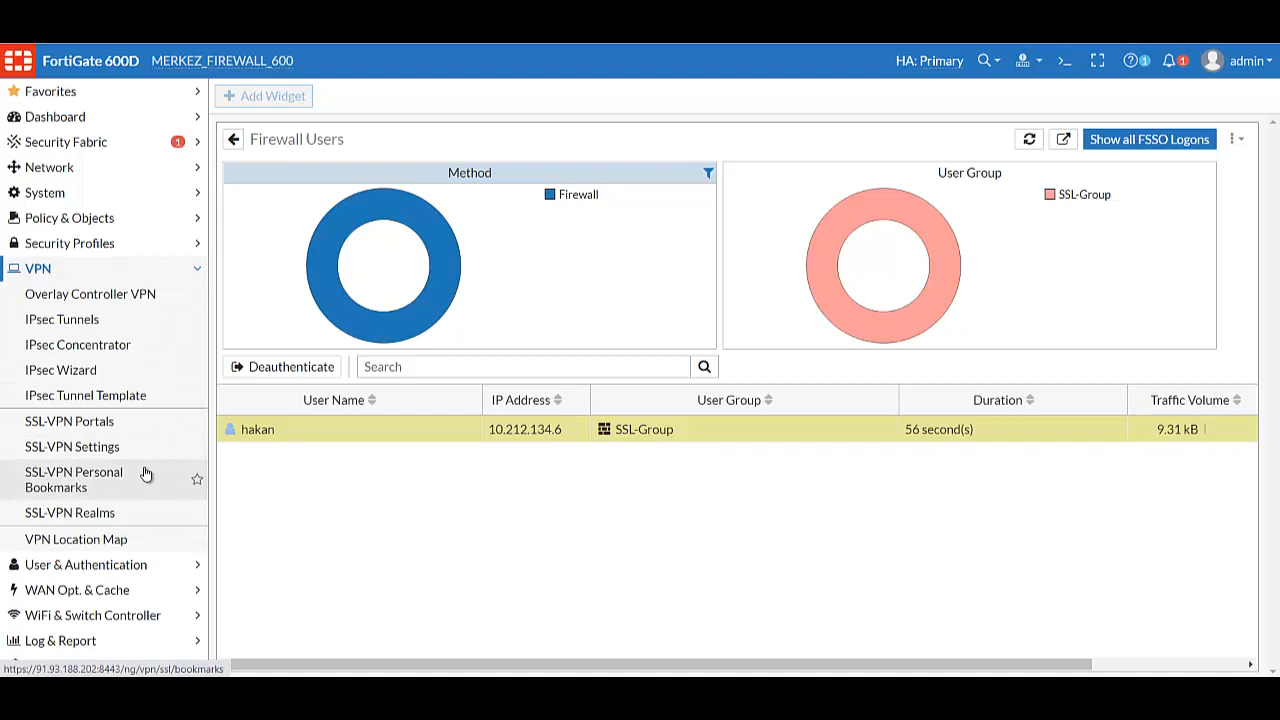 FortiGate 600D MERKEZ_FIREWALL_600 HA: Primary 1 1 admin
Favorites
Dashboard
Security Fabric 1
Network
System
Policy & Objects
Security Profiles
VPN
Overlay Controller VPN
IPsec Tunnels
IPsec Concentrator
IPsec Wizard
IPsec Tunnel Template
SSL-VPN Portals
SSL-VPN Settings
SSL-VPN Personal
Bookmarks
SSL-VPN Realms
VPN Location Map
User & Authentication
WAN Opt. & Cache
WiFi & Switch Controller
Log & Report
https://91.93.188.202:8443/ng/vpn/ssl/bookmarks
+ Add Widget
Firewall Users Show all FSSO Logons
Method
Firewall
User Group
SSL-Group
Deauthenticate Search
User Name IP Address User Group Duration Traffic Volume
hakan 10.212.134.6 SSL-Group 56 second(s) 9.31 kB